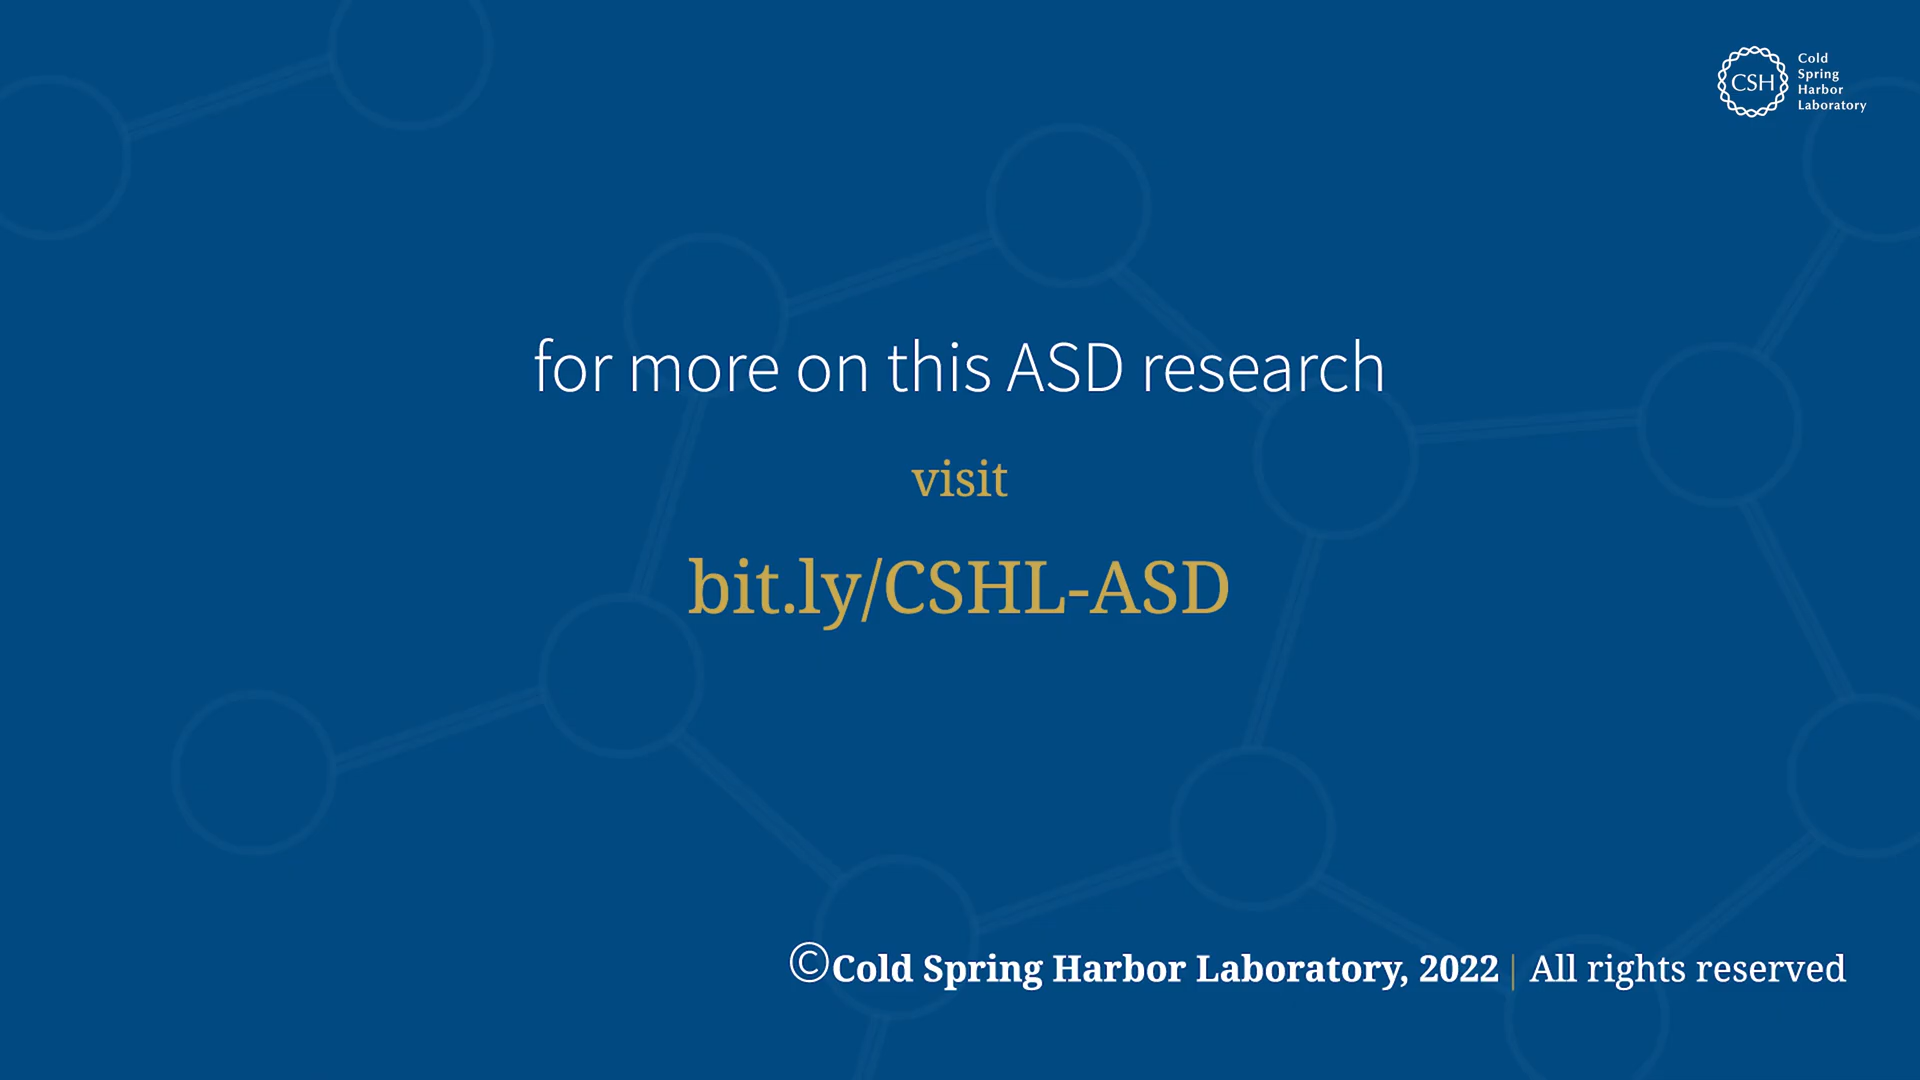 CSH
Cold
Spring
Harbor
Laboratory
for more on this ASD research
visit
bit.ly/CSHL-ASD
©Cold Spring Harbor Laboratory, 2022 | All rights reserved